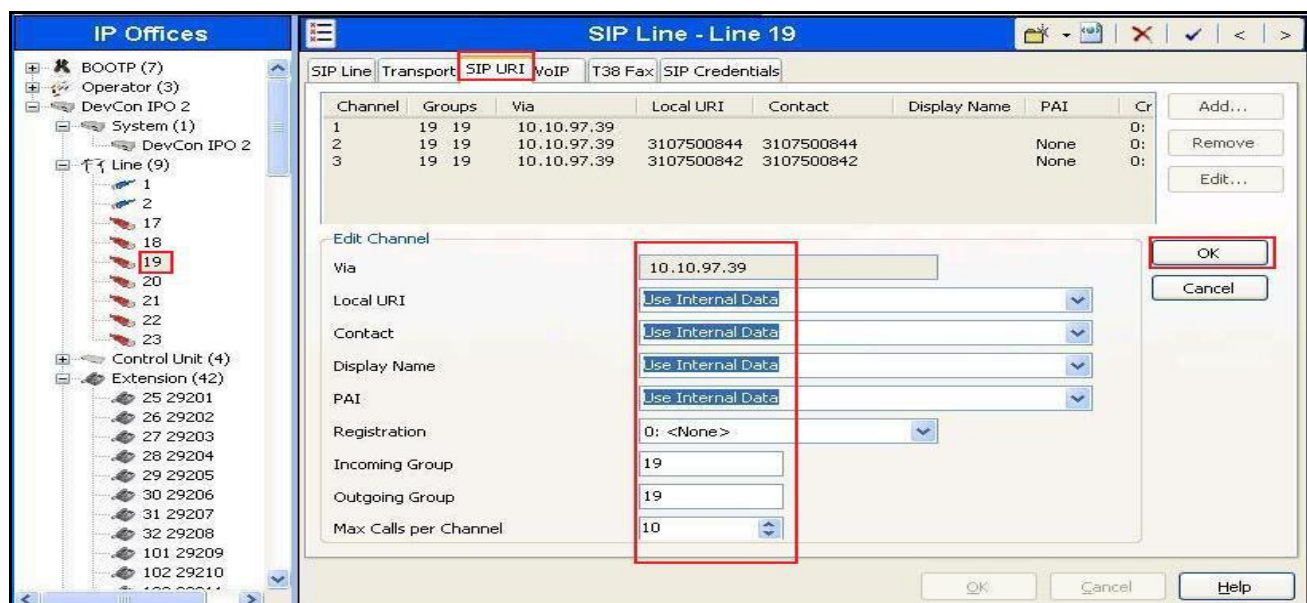 IP Offices
BOOTP (7)
Operator (3)
DevCon IPO 2
System (1)
DevCon IPO 2
Line (9)
1
2
17
18
19
20
21
22
23
Control Unit (4)
Extension (42)
25 29201
26 29202
27 29203
28 29204
29 29205
30 29206
31 29207
32 29208
101 29209
102 29210
SIP Line - Line 19
SIP Line Transport SIP URI VoIP T38 Fax SIP Credentials
Channel Groups Via Local URI Contact Display Name PAI Cr
1 19 19 10.10.97.39 0:
2 19 19 10.10.97.39 3107500844 3107500844 None 0:
3 19 19 10.10.97.39 3107500842 3107500842 None 0:
Add...
Remove
Edit...
Edit Channel
Via 10.10.97.39
Local URI Use Internal Data
Contact Use Internal Data
Display Name Use Internal Data
PAI Use Internal Data
Registration 0: <None>
Incoming Group 19
Outgoing Group 19
Max Calls per Channel 10
OK
Cancel
OK Cancel Help